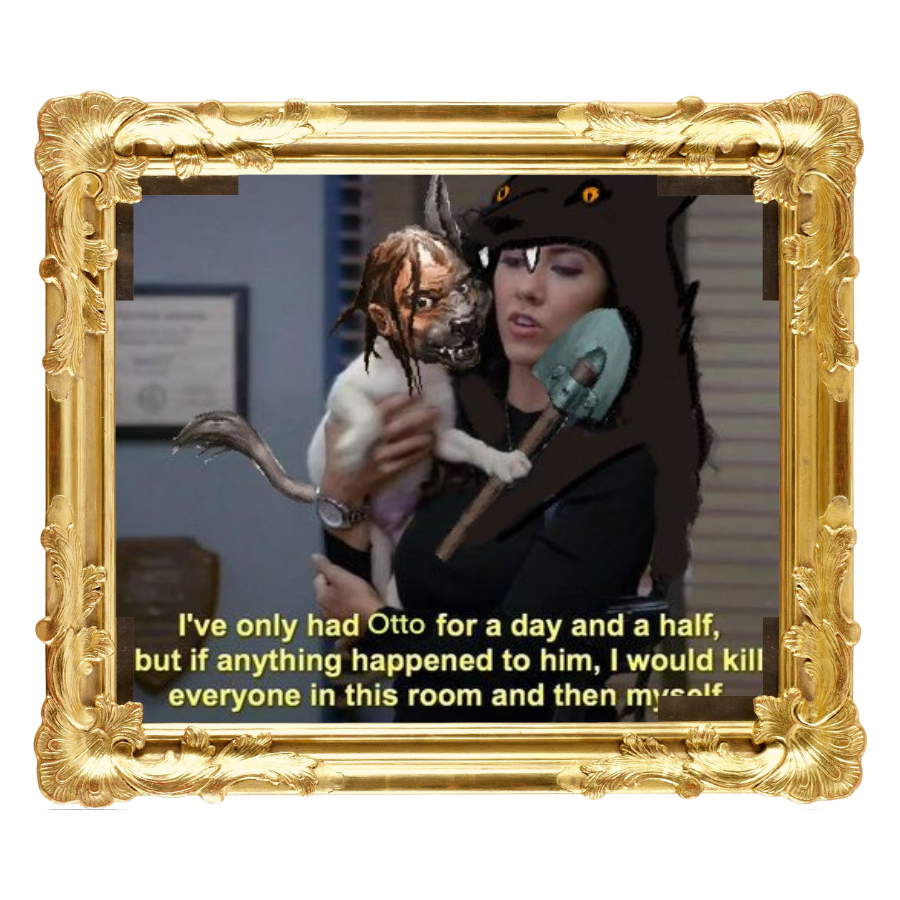 I've only had Otto for a day and a half,
but if anything happened to him, I would kill
everyone in this room and then myself